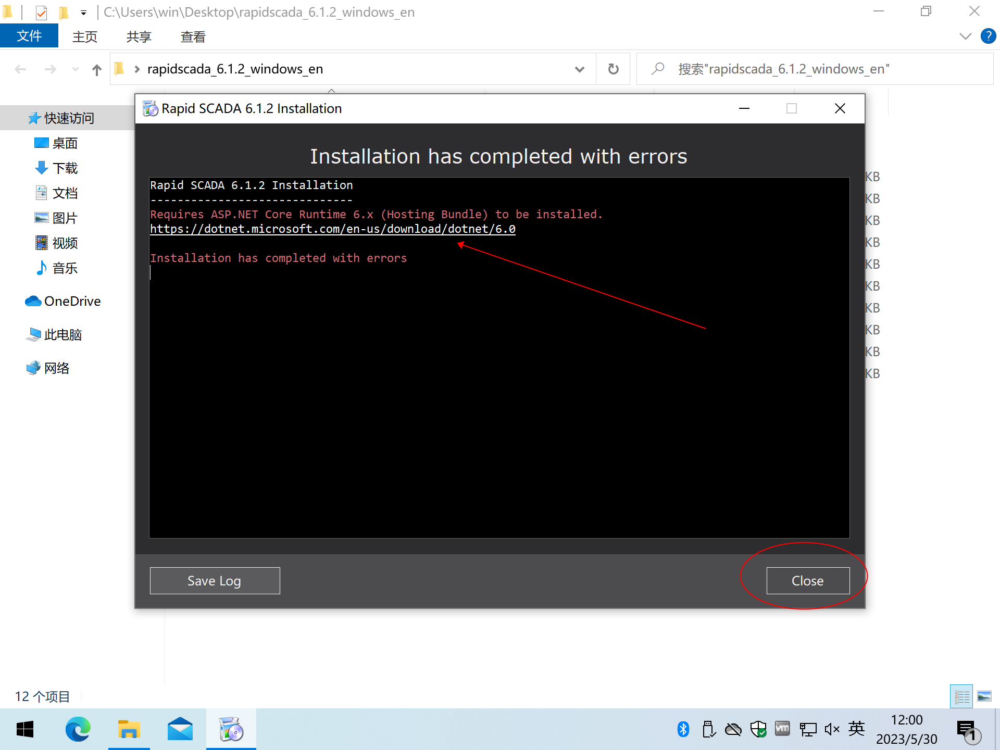 C:\Users\win\Desktop\rapidscada_6.1.2_windows_en
文件 主页 共享 查看
?
rapidscada_6.1.2_windows_en
搜索"rapidscada_6.1.2_windows_en"
Rapid SCADA 6.1.2 Installation
快速访问
桌面
下载
文档
图片
视频
音乐
OneDrive
此电脑
网络
Installation has completed with errors
Rapid SCADA 6.1.2 Installation
------------------------------
Requires ASP.NET Core Runtime 6.x (Hosting Bundle) to be installed.
https://dotnet.microsoft.com/en-us/download/dotnet/6.0
Installation has completed with errors
KB
KB
KB
KB
KB
KB
KB
KB
KB
KB
Save Log
Close
12 个项目
vm
英
12:00
2023/5/30
1